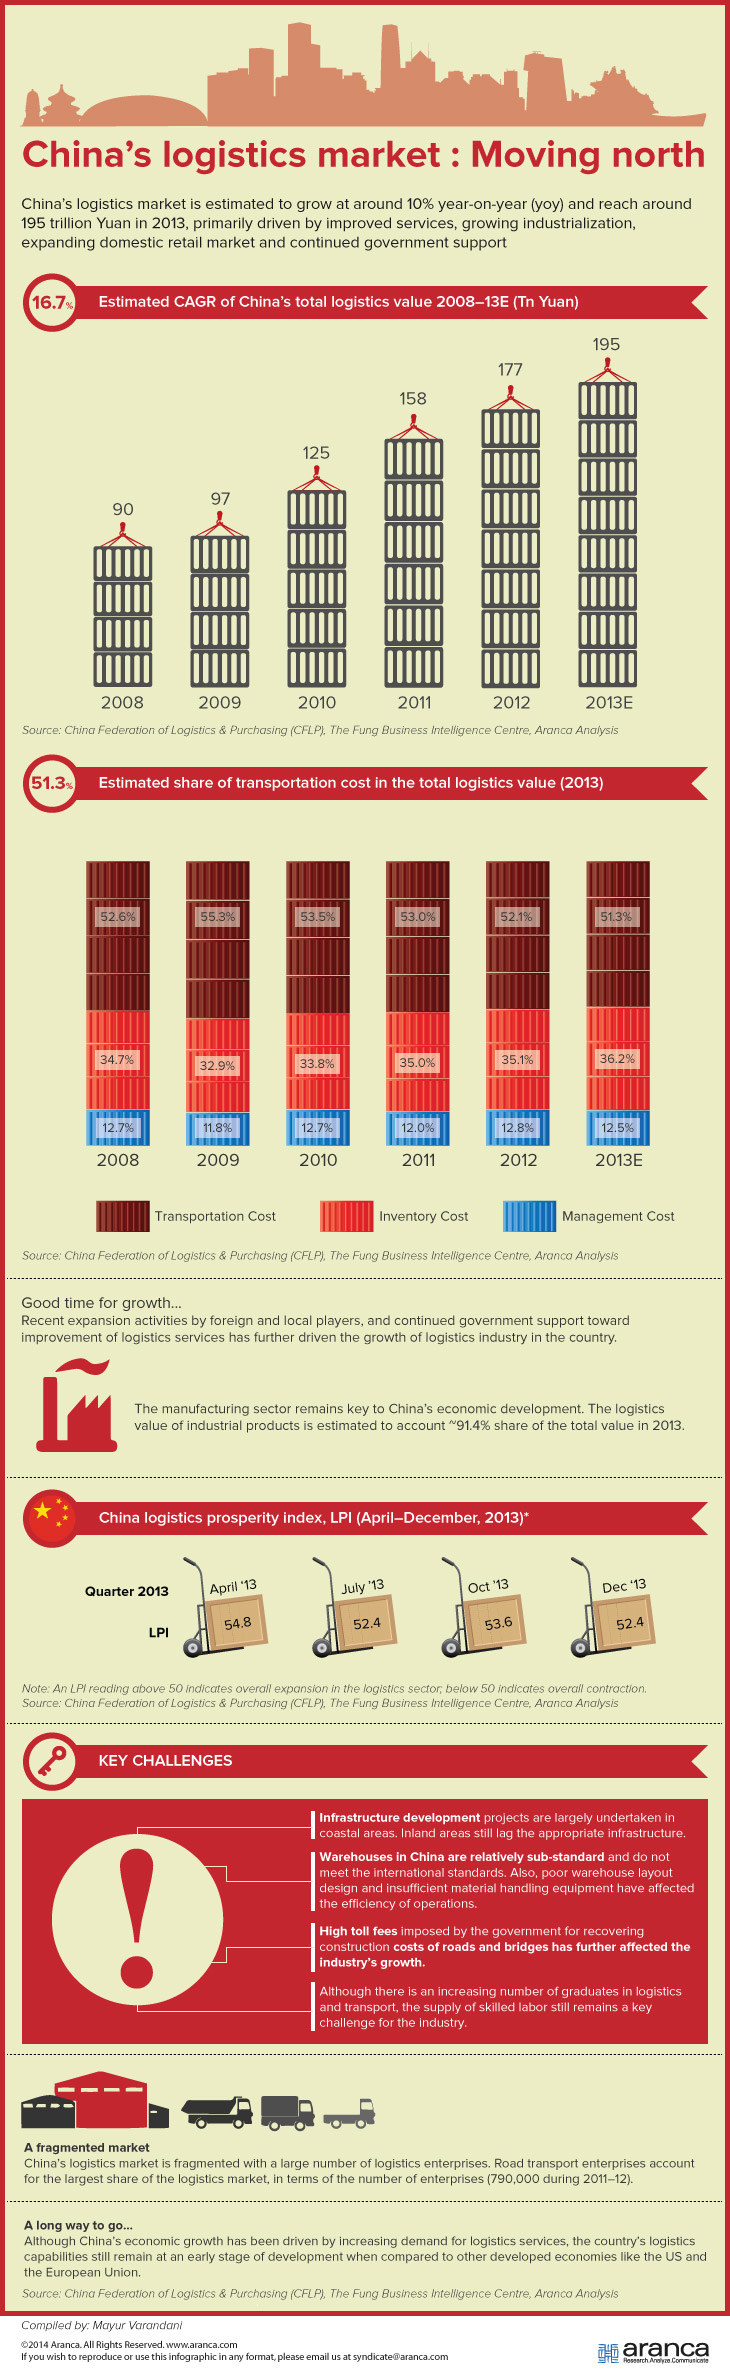 China’s logistics market : Moving north
China’s logistics market is estimated to grow at around 10% year-on-year (yoy) and reach around
195 trillion Yuan in 2013, primarily driven by improved services, growing industrialization,
expanding domestic retail market and continued government support
16.7% Estimated CAGR of China’s total logistics value 2008–13E (Tn Yuan)
90 97 125 158 177 195
2008 2009 2010 2011 2012 2013E
Source: China Federation of Logistics & Purchasing (CFLP), The Fung Business Intelligence Centre, Aranca Analysis
51.3% Estimated share of transportation cost in the total logistics value (2013)
52.6% 55.3% 53.5% 53.0% 52.1% 51.3%
34.7% 32.9% 33.8% 35.0% 35.1% 36.2%
12.7% 11.8% 12.7% 12.0% 12.8% 12.5%
2008 2009 2010 2011 2012 2013E
Transportation Cost Inventory Cost Management Cost
Source: China Federation of Logistics & Purchasing (CFLP), The Fung Business Intelligence Centre, Aranca Analysis
Good time for growth...
Recent expansion activities by foreign and local players, and continued government support toward
improvement of logistics services has further driven the growth of logistics industry in the country.
The manufacturing sector remains key to China’s economic development. The logistics
value of industrial products is estimated to account ~91.4% share of the total value in 2013.
China logistics prosperity index, LPI (April–December, 2013)*
Quarter 2013 April ‘13 July ’13 Oct ’13 Dec ‘13
LPI 54.8 52.4 53.6 52.4
Note: An LPI reading above 50 indicates overall expansion in the logistics sector; below 50 indicates overall contraction.
Source: China Federation of Logistics & Purchasing (CFLP), The Fung Business Intelligence Centre, Aranca Analysis
KEY CHALLENGES
Infrastructure development projects are largely undertaken in
coastal areas. Inland areas still lag the appropriate infrastructure.
Warehouses in China are relatively sub-standard and do not
meet the international standards. Also, poor warehouse layout
design and insufficient material handling equipment have affected
the efficiency of operations.
High toll fees imposed by the government for recovering
construction costs of roads and bridges has further affected the
industry’s growth.
Although there is an increasing number of graduates in logistics
and transport, the supply of skilled labor still remains a key
challenge for the industry.
A fragmented market
China’s logistics market is fragmented with a large number of logistics enterprises. Road transport enterprises account
for the largest share of the logistics market, in terms of the number of enterprises (790,000 during 2011–12).
A long way to go...
Although China’s economic growth has been driven by increasing demand for logistics services, the country’s logistics
capabilities still remain at an early stage of development when compared to other developed economies like the US and
the European Union.
Source: China Federation of Logistics & Purchasing (CFLP), The Fung Business Intelligence Centre, Aranca Analysis
Compiled by: Mayur Varandani
©2014 Aranca. All Rights Reserved. www.aranca.com
If you wish to reproduce or use this infographic in any format, please email us at syndicate@aranca.com
aranca
Research.Analyze.Communicate